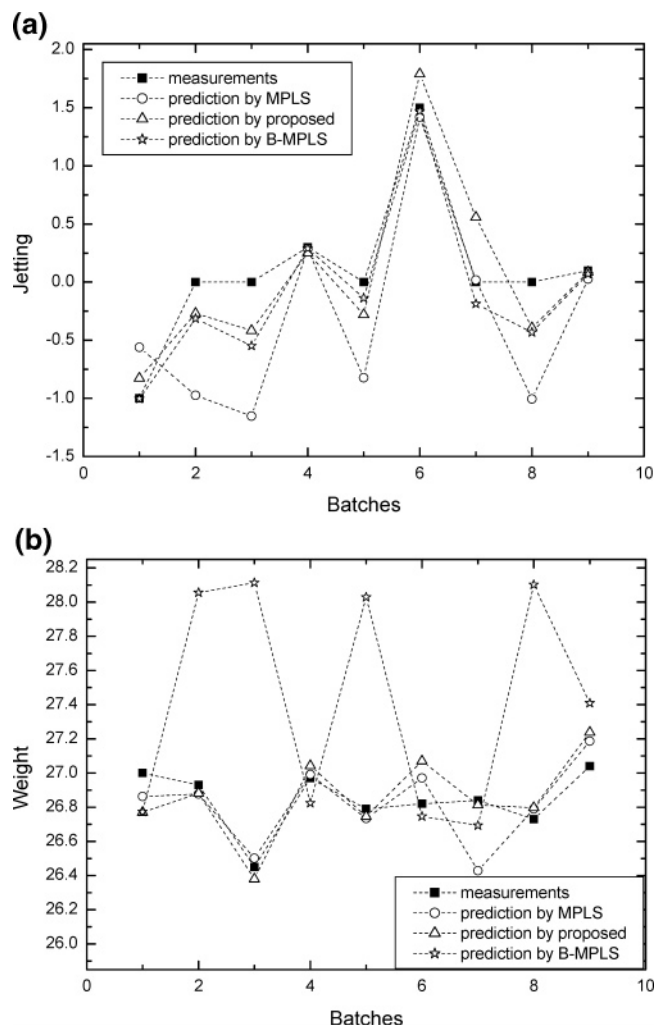 (a)
2.0
1.5
1.0
0.5
0.0
-0.5
-1.0
-1.5
Jetting
measurements
prediction by MPLS
prediction by proposed
prediction by B-MPLS
0 2 4 6 8 10
Batches
(b)
28.2
28.0
27.8
27.6
27.4
27.2
27.0
26.8
26.6
26.4
26.2
26.0
Weight
measurements
prediction by MPLS
prediction by proposed
prediction by B-MPLS
0 2 4 6 8 10
Batches